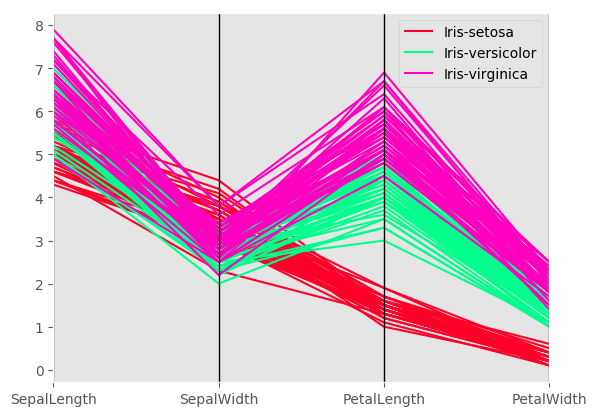 8
7
6
5
4
3
2
1
0
Iris-setosa
Iris-versicolor
Iris-virginica
SepalLength SepalWidth PetalLength PetalWidth